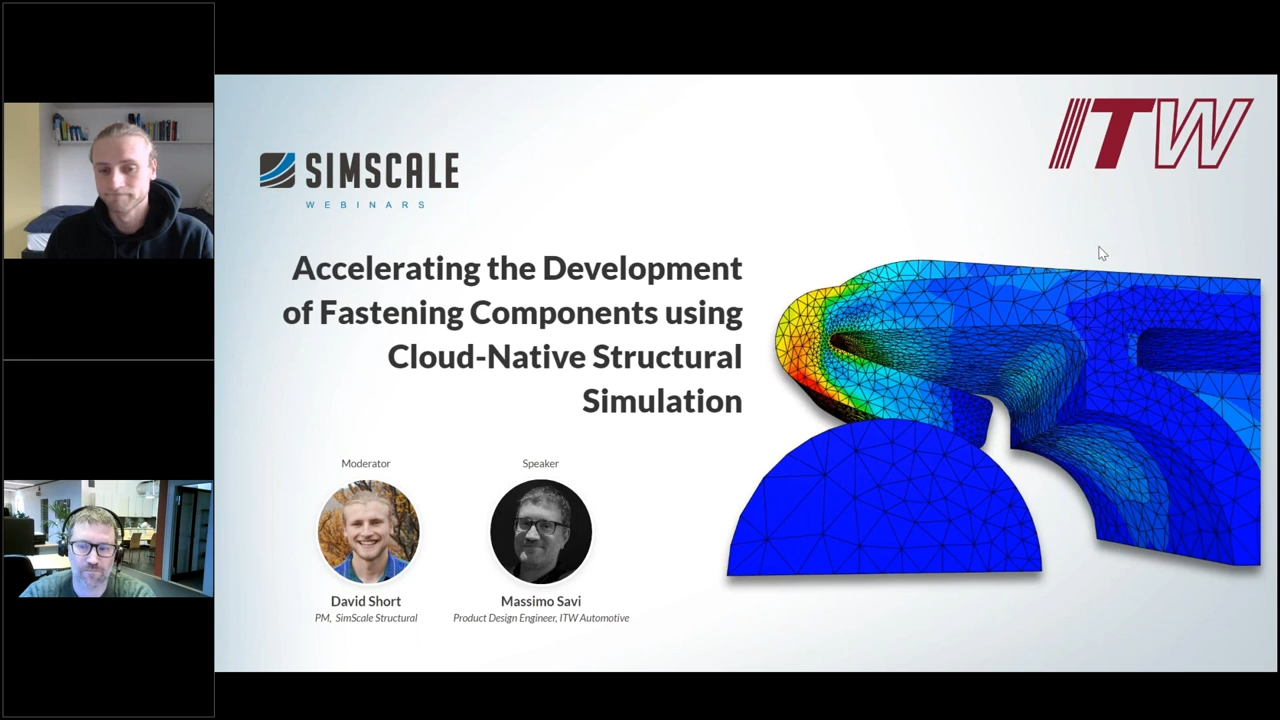 ITW
SIMSCALE
WEBINARS
Accelerating the Development
of Fastening Components using
Cloud-Native Structural
Simulation
Moderator
Speaker
David Short
Massimo Savi
PM, SimScale Structural
Product Design Engineer, ITW Automotive